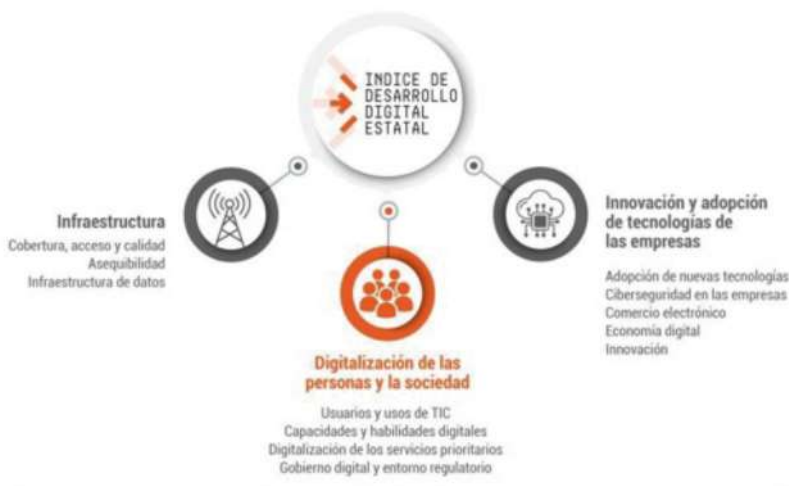 INDICE DE
DESARROLLO
DIGITAL
ESTATAL
Infraestructura
Cobertura, acceso y calidad
Asequibilidad
Infraestructura de datos
Digitalización de las
personas y la sociedad
Usuarios y usos de TIC
Capacidades y habilidades digitales
Digitalización de los servicios prioritarios
Gobierno digital y entorno regulatorio
Innovación y adopción
de tecnologías de
las empresas
Adopción de nuevas tecnologías
Ciberseguridad en las empresas
Comercio electrónico
Economía digital
Innovación